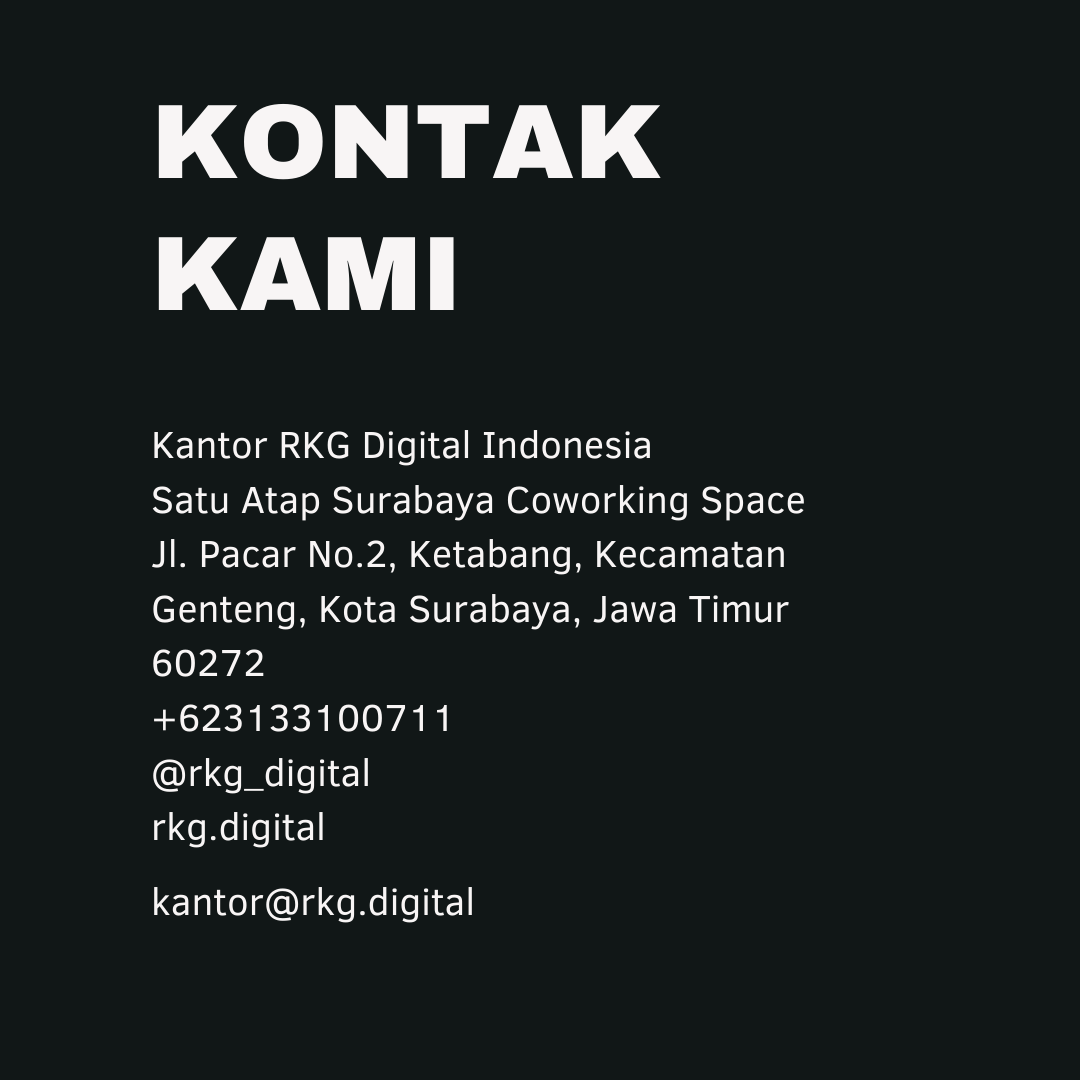 KONTAK
KAMI
Kantor RKG Digital Indonesia
Satu Atap Surabaya Coworking Space
Jl. Pacar No.2, Ketabang, Kecamatan
Genteng, Kota Surabaya, Jawa Timur
60272
+623133100711
@rkg_digital
rkg.digital
kantor@rkg.digital